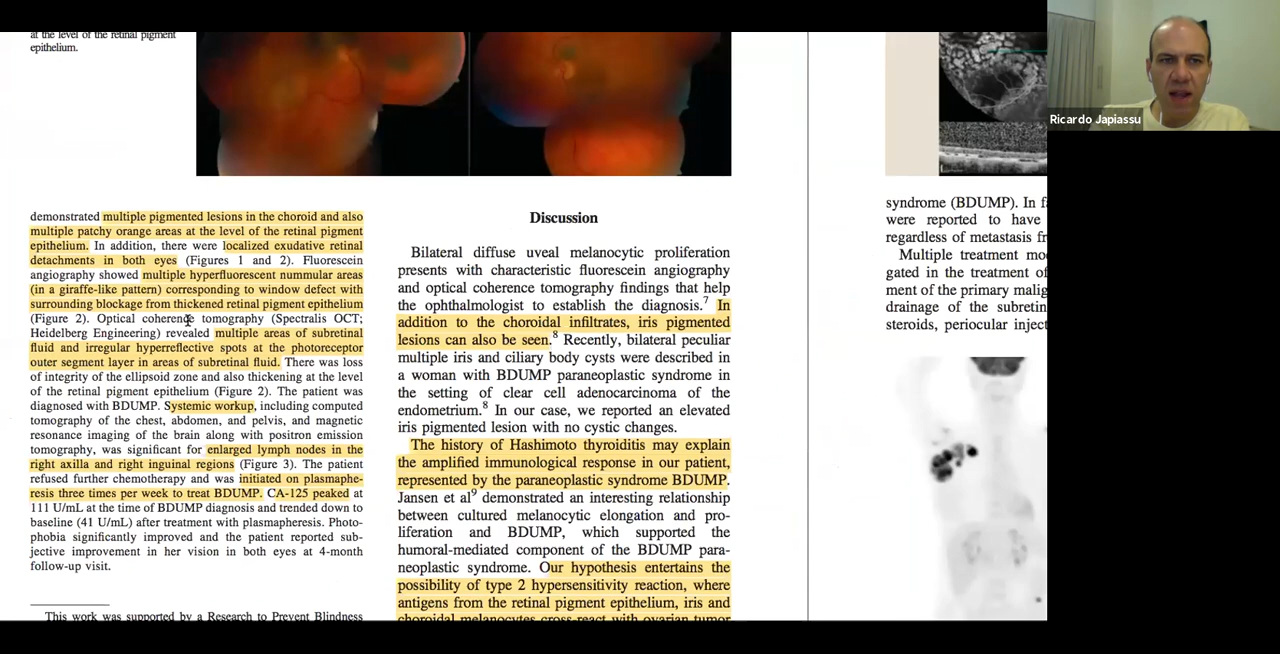 at the level of the retinal pigment
epithelium.
demonstrated multiple pigmented lesions in the choroid and also
multiple patchy orange areas at the level of the retinal pigment
epithelium. In addition, there were localized exudative retinal
detachments in both eyes (Figures 1 and 2). Fluorescein
angiography showed multiple hyperfluorescent nummular areas
(in a giraffe-like pattern) corresponding to window defect with
surrounding blockage from thickened retinal pigment epithelium
(Figure 2). Optical coherence tomography (Spectralis OCT;
Heidelberg Engineering) revealed multiple areas of subretinal
fluid and irregular hyperreflective spots at the photoreceptor
outer segment layer in areas of subretinal fluid. There was loss
of integrity of the ellipsoid zone and also thickening at the level
of the retinal pigment epithelium (Figure 2). The patient was
diagnosed with BDUMP. Systemic workup, including computed
tomography of the chest, abdomen, and pelvis, and magnetic
resonance imaging of the brain along with positron emission
tomography, was significant for enlarged lymph nodes in the
right axilla and right inguinal regions (Figure 3). The patient
refused further chemotherapy and was initiated on plasmaphe-
resis three times per week to treat BDUMP. CA-125 peaked at
111 U/mL at the time of BDUMP diagnosis and trended down to
baseline (41 U/mL) after treatment with plasmapheresis. Photo-
phobia significantly improved and the patient reported sub-
jective improvement in her vision in both eyes at 4-month
follow-up visit.
This work was supported by a Research to Prevent Blindness
Discussion
Bilateral diffuse uveal melanocytic proliferation
presents with characteristic fluorescein angiography
and optical coherence tomography findings that help
the ophthalmologist to establish the diagnosis.7 In
addition to the choroidal infiltrates, iris pigmented
lesions can also be seen.8 Recently, bilateral peculiar
multiple iris and ciliary body cysts were described in
a woman with BDUMP paraneoplastic syndrome in
the setting of clear cell adenocarcinoma of the
endometrium.8 In our case, we reported an elevated
iris pigmented lesion with no cystic changes.
The history of Hashimoto thyroiditis may explain
the amplified immunological response in our patient,
represented by the paraneoplastic syndrome BDUMP.
Jansen et al9 demonstrated an interesting relationship
between cultured melanocytic elongation and pro-
liferation and BDUMP, which supported the
humoral-mediated component of the BDUMP para-
neoplastic syndrome. Our hypothesis entertains the
possibility of type 2 hypersensitivity reaction, where
antigens from the retinal pigment epithelium, iris and
choroidal melanocytes cross-react with ovarian tumor
syndrome (BDUMP). In f
were reported to have
regardless of metastasis fr
Multiple treatment mo
gated in the treatment of
ment of the primary malig
drainage of the subretin
steroids, periocular inject
Ricardo Japiassu